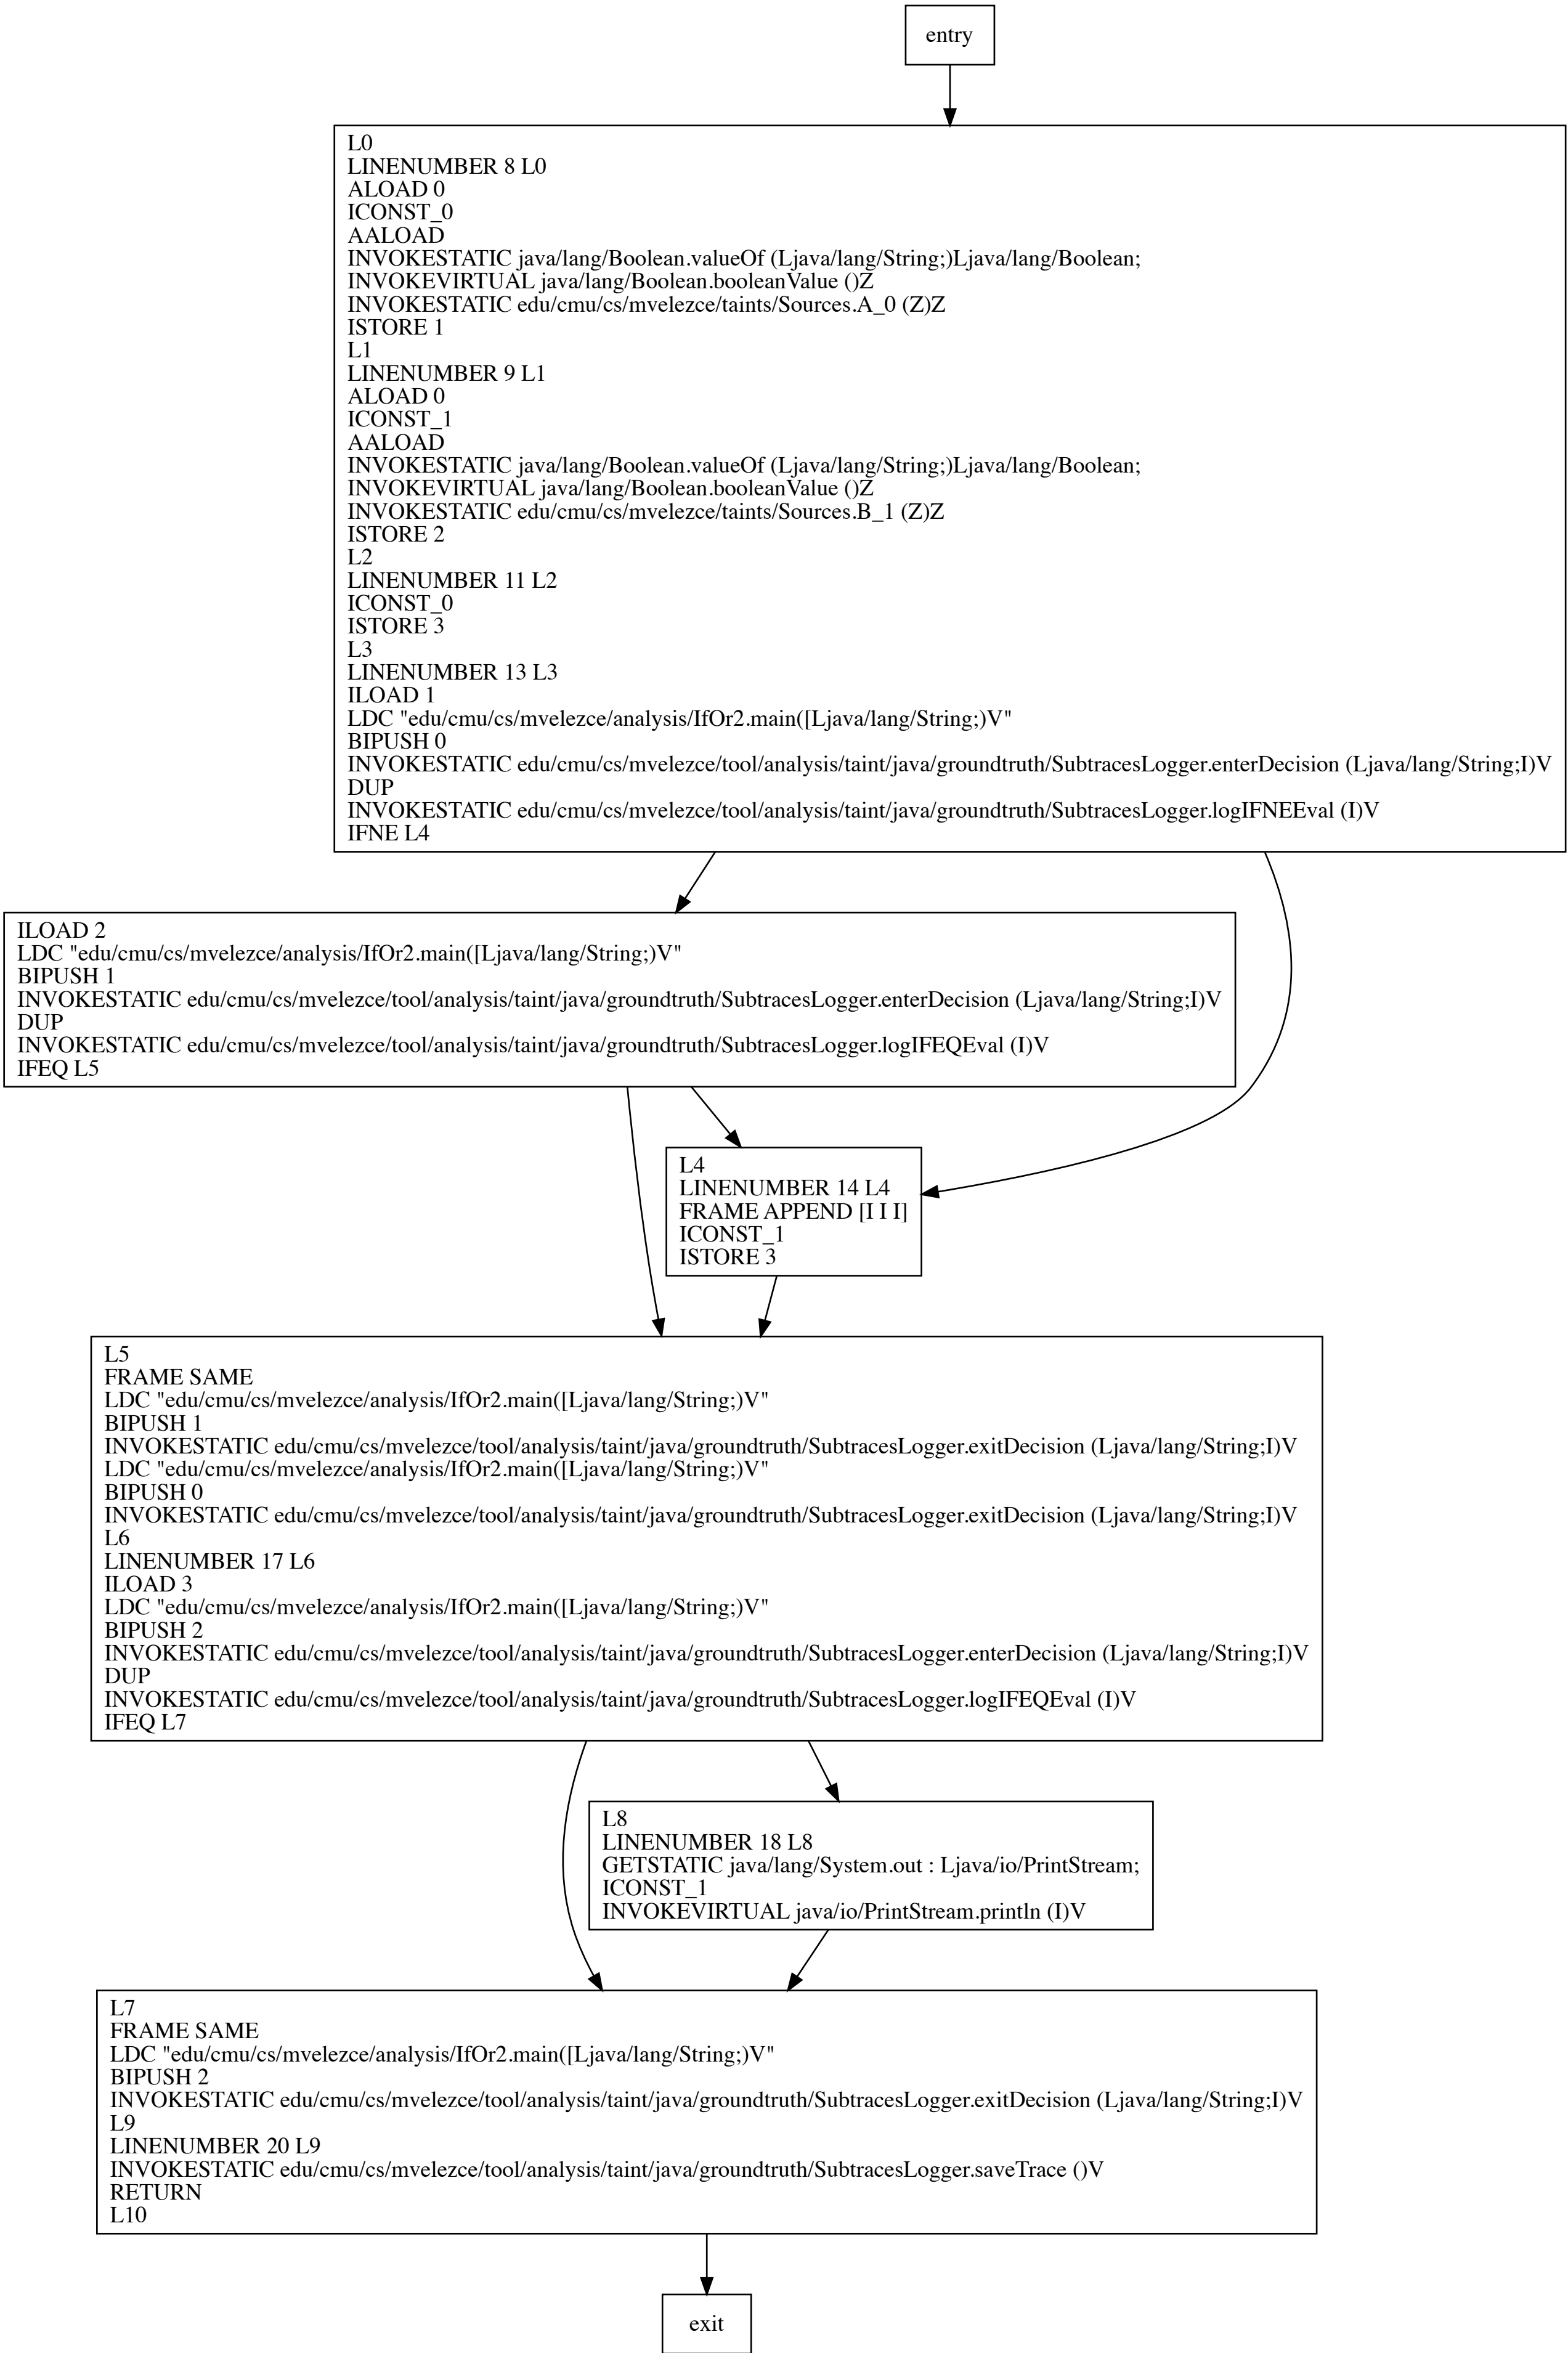 entry
L0
LINENUMBER 8 L0
ALOAD 0
ICONST_0
AALOAD
INVOKESTATIC java/lang/Boolean.valueOf (Ljava/lang/String;)Ljava/lang/Boolean;
INVOKEVIRTUAL java/lang/Boolean.booleanValue ()Z
INVOKESTATIC edu/cmu/cs/mvelezce/taints/Sources.A_0 (Z)Z
ISTORE 1
L1
LINENUMBER 9 L1
ALOAD 0
ICONST_1
AALOAD
INVOKESTATIC java/lang/Boolean.valueOf (Ljava/lang/String;)Ljava/lang/Boolean;
INVOKEVIRTUAL java/lang/Boolean.booleanValue ()Z
INVOKESTATIC edu/cmu/cs/mvelezce/taints/Sources.B_1 (Z)Z
ISTORE 2
L2
LINENUMBER 11 L2
ICONST_0
ISTORE 3
L3
LINENUMBER 13 L3
ILOAD 1
LDC "edu/cmu/cs/mvelezce/analysis/IfOr2.main([Ljava/lang/String;)V"
BIPUSH 0
INVOKESTATIC edu/cmu/cs/mvelezce/tool/analysis/taint/java/groundtruth/SubtracesLogger.enterDecision (Ljava/lang/String;I)V
DUP
INVOKESTATIC edu/cmu/cs/mvelezce/tool/analysis/taint/java/groundtruth/SubtracesLogger.logIFNEEval (I)V
IFNE L4
ILOAD 2
LDC "edu/cmu/cs/mvelezce/analysis/IfOr2.main([Ljava/lang/String;)V"
BIPUSH 1
INVOKESTATIC edu/cmu/cs/mvelezce/tool/analysis/taint/java/groundtruth/SubtracesLogger.enterDecision (Ljava/lang/String;I)V
DUP
INVOKESTATIC edu/cmu/cs/mvelezce/tool/analysis/taint/java/groundtruth/SubtracesLogger.logIFEQEval (I)V
IFEQ L5
L4
LINENUMBER 14 L4
FRAME APPEND [I I I]
ICONST_1
ISTORE 3
L5
FRAME SAME
LDC "edu/cmu/cs/mvelezce/analysis/IfOr2.main([Ljava/lang/String;)V"
BIPUSH 1
INVOKESTATIC edu/cmu/cs/mvelezce/tool/analysis/taint/java/groundtruth/SubtracesLogger.exitDecision (Ljava/lang/String;I)V
LDC "edu/cmu/cs/mvelezce/analysis/IfOr2.main([Ljava/lang/String;)V"
BIPUSH 0
INVOKESTATIC edu/cmu/cs/mvelezce/tool/analysis/taint/java/groundtruth/SubtracesLogger.exitDecision (Ljava/lang/String;I)V
L6
LINENUMBER 17 L6
ILOAD 3
LDC "edu/cmu/cs/mvelezce/analysis/IfOr2.main([Ljava/lang/String;)V"
BIPUSH 2
INVOKESTATIC edu/cmu/cs/mvelezce/tool/analysis/taint/java/groundtruth/SubtracesLogger.enterDecision (Ljava/lang/String;I)V
DUP
INVOKESTATIC edu/cmu/cs/mvelezce/tool/analysis/taint/java/groundtruth/SubtracesLogger.logIFEQEval (I)V
IFEQ L7
L8
LINENUMBER 18 L8
GETSTATIC java/lang/System.out : Ljava/io/PrintStream;
ICONST_1
INVOKEVIRTUAL java/io/PrintStream.println (I)V
L7
FRAME SAME
LDC "edu/cmu/cs/mvelezce/analysis/IfOr2.main([Ljava/lang/String;)V"
BIPUSH 2
INVOKESTATIC edu/cmu/cs/mvelezce/tool/analysis/taint/java/groundtruth/SubtracesLogger.exitDecision (Ljava/lang/String;I)V
L9
LINENUMBER 20 L9
INVOKESTATIC edu/cmu/cs/mvelezce/tool/analysis/taint/java/groundtruth/SubtracesLogger.saveTrace ()V
RETURN
L10
exit